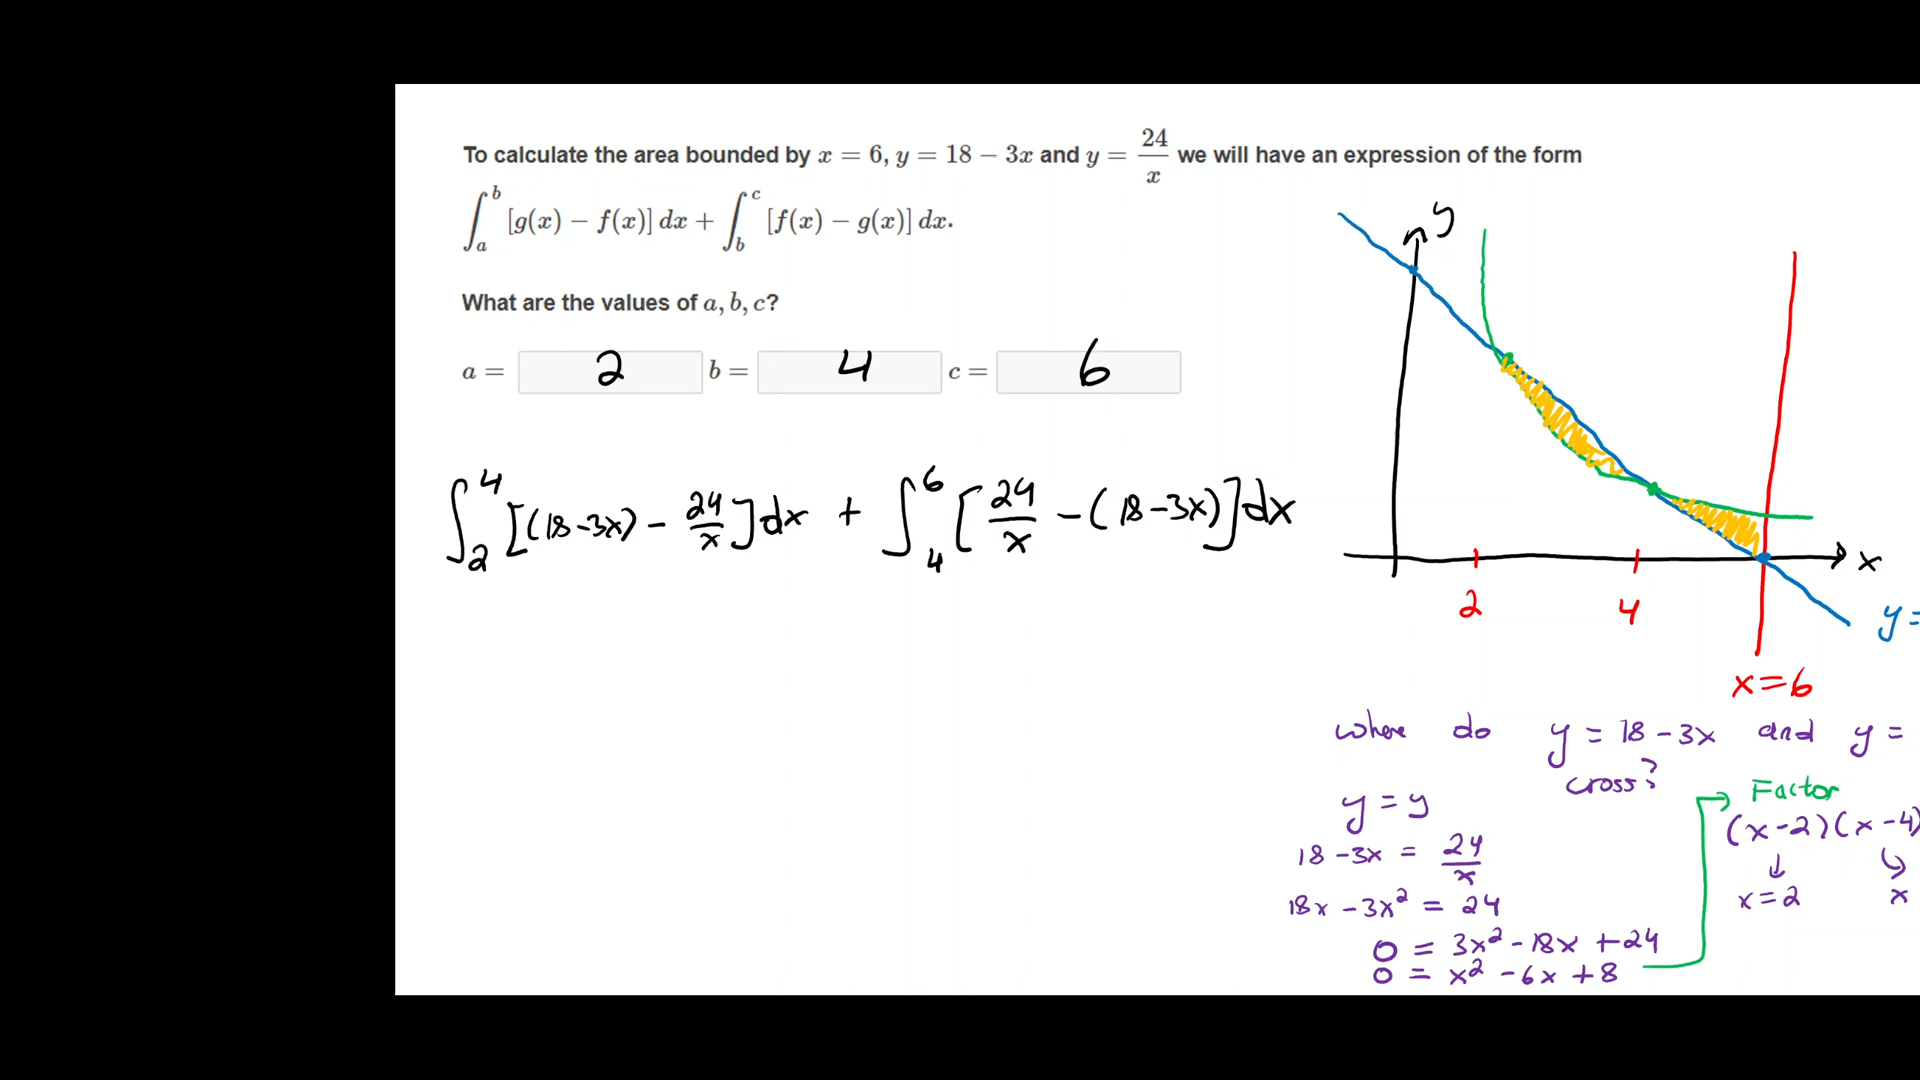 To calculate the area bounded by x = 6, y = 18 − 3x and y = 24/x we will have an expression of the form
∫_a^b [g(x) − f(x)] dx + ∫_b^c [f(x) − g(x)] dx.
What are the values of a, b, c?
a = 2 b = 4 c = 6
∫_2^4 [(18-3x) - 24/x] dx + ∫_4^6 [24/x - (18-3x)] dx
y
x
2
4
y =
x=6
where do y = 18-3x and y =
cross?
y = y
18-3x = 24/x
18x -3x² = 24
0 = 3x² -18x +24
0 = x² -6x +8
Factor
(x-2)(x-4)
↓ ↳
x=2 x